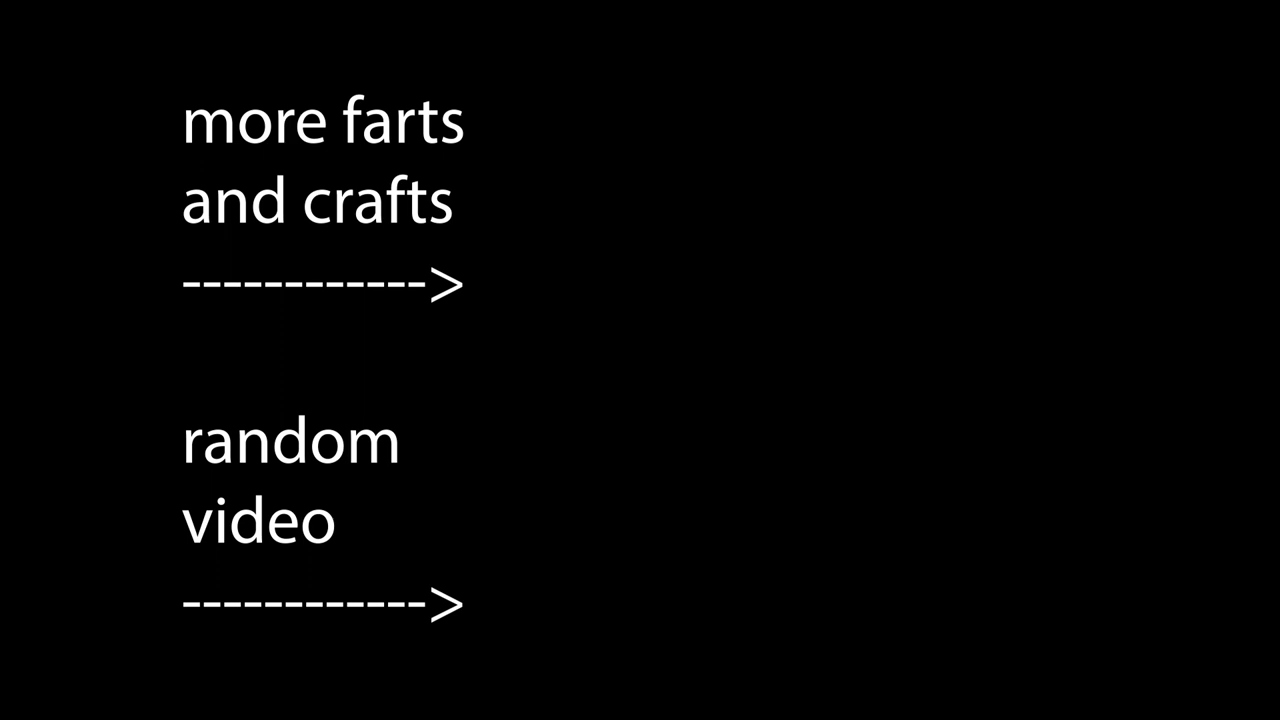 more farts
and crafts
------------>
random
video
------------>